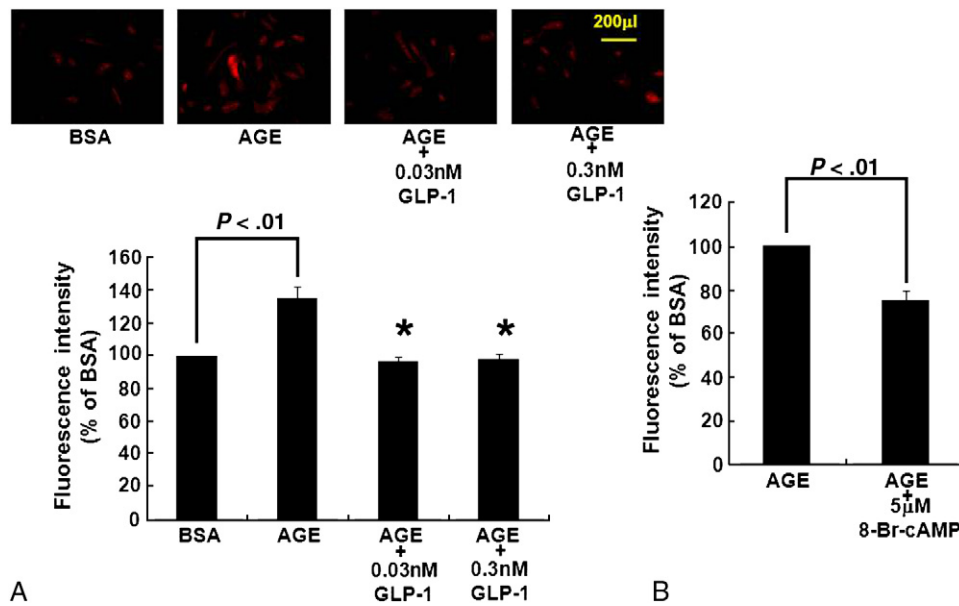 200µl
BSA
AGE
AGE
+
0.03nM
GLP-1
AGE
+
0.3nM
GLP-1
P < .01
Fluorescence intensity
(% of BSA)
160
140
120
100
80
60
40
20
0
*
*
BSA
AGE
AGE
+
0.03nM
GLP-1
AGE
+
0.3nM
GLP-1
A
P < .01
Fluorescence intensity
(% of BSA)
120
100
80
60
40
20
0
AGE
AGE
+
5µM
8-Br-cAMP
B